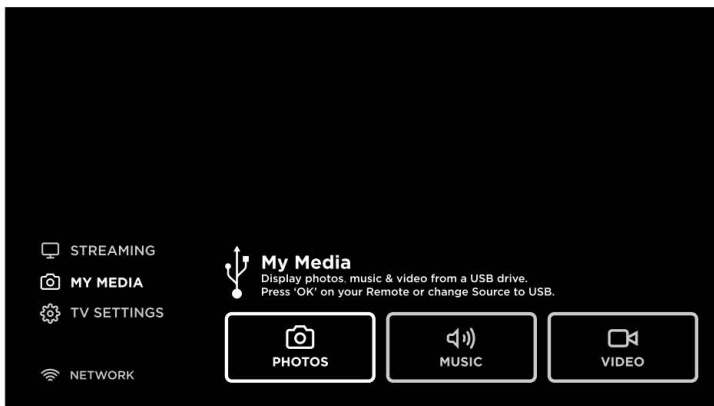 STREAMING
MY MEDIA
TV SETTINGS
NETWORK
My Media
Display photos, music & video from a USB drive.
Press 'OK' on your Remote or change Source to USB.
PHOTOS
MUSIC
VIDEO